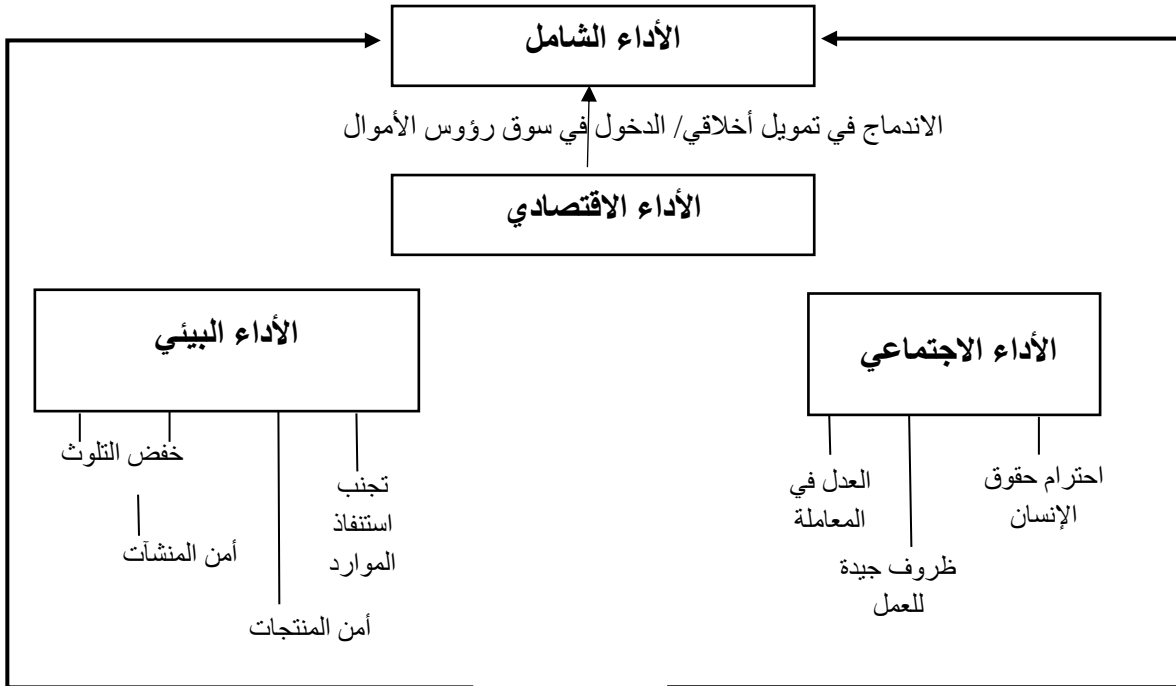 الأداء الشامل
الاندماج في تمويل أخلاقي/ الدخول في سوق رؤوس الأموال
الأداء الاقتصادي
الأداء الاجتماعي
الأداء البيئي
احترام حقوق
الإنسان
ظروف جيدة
للعمل
العدل في
المعاملة
تجنب
استنفاذ
الموارد
أمن المنتجات
خفض التلوث
أمن المنشآت